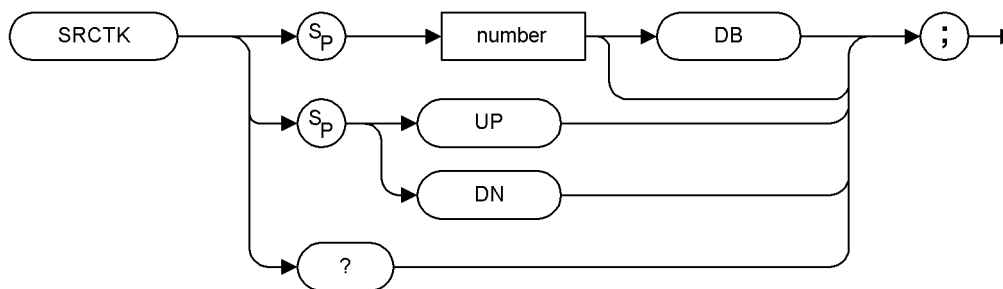 SRCTK SP number DB ;
SP UP
DN
?